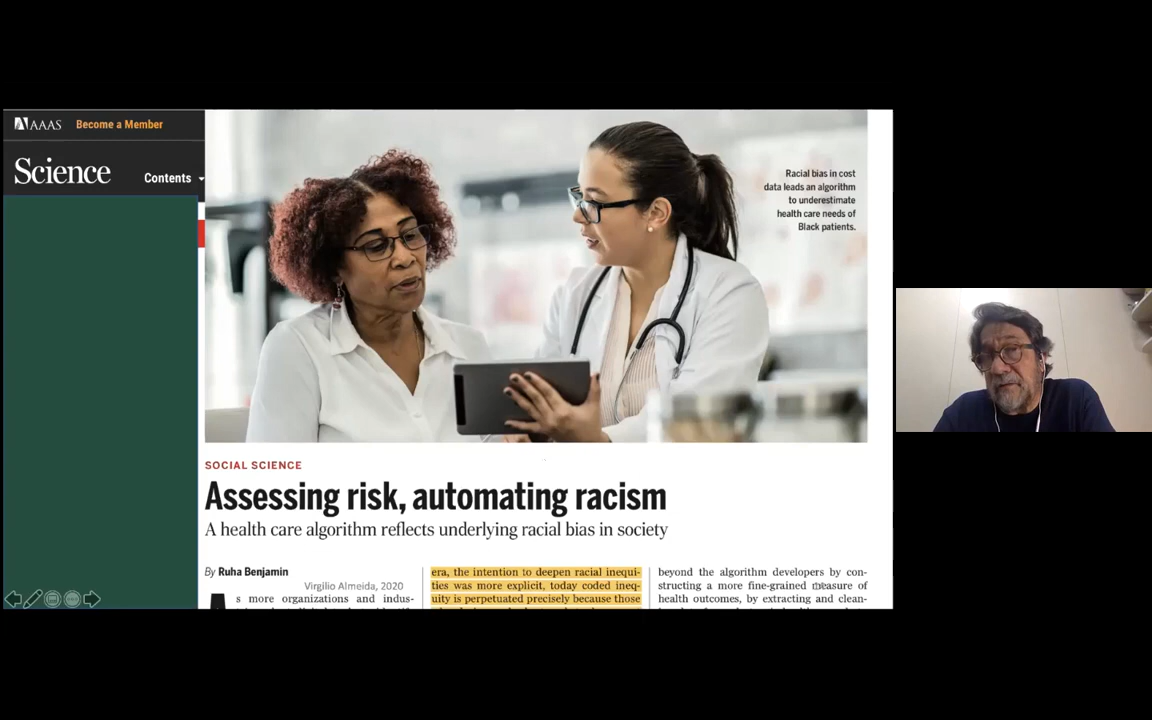 AAAS
Become a Member
Science
Contents
Racial bias in cost
data leads an algorithm
to underestimate
health care needs of
Black patients.
SOCIAL SCIENCE
Assessing risk, automating racism
A health care algorithm reflects underlying racial bias in society
By Ruha Benjamin
Virgilio Almeida, 2020
As more organizations and indus-
era, the intention to deepen racial inequi-
ties was more explicit, today coded ineq-
uity is perpetuated precisely because those
beyond the algorithm developers by con-
structing a more fine-grained measure of
health outcomes, by extracting and clean-